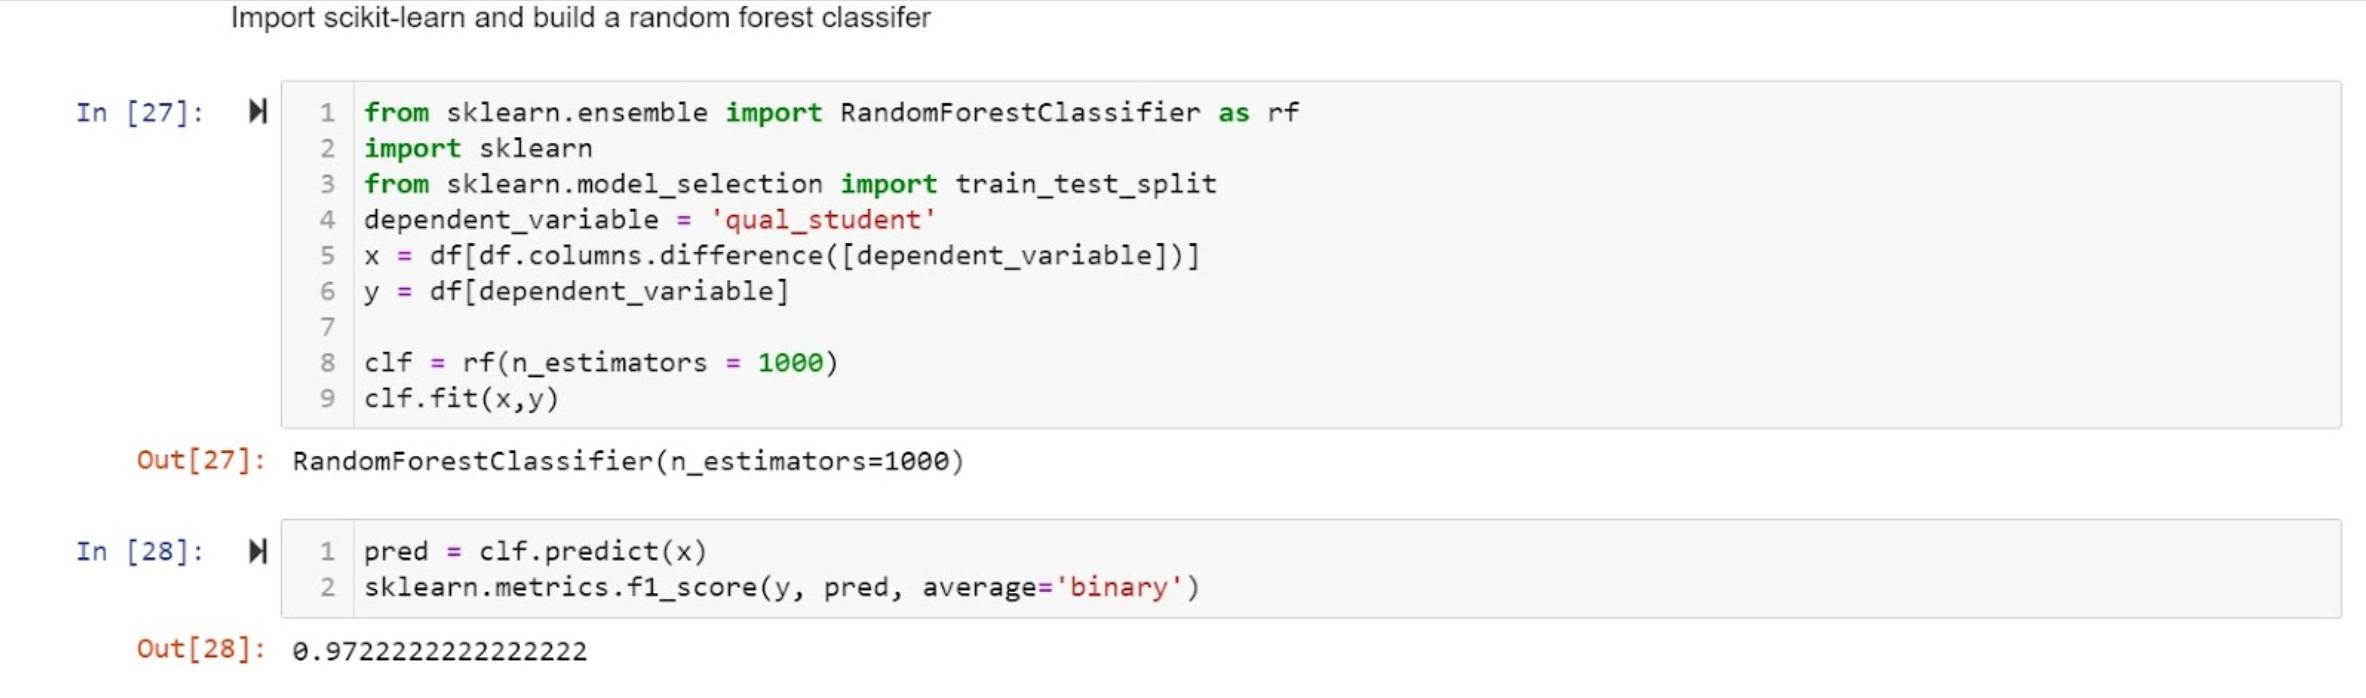 Import scikit-learn and build a random forest classifer
In [27]:
1 from sklearn.ensemble import RandomForestClassifier as rf
2 import sklearn
3 from sklearn.model_selection import train_test_split
4 dependent_variable = 'qual_student'
5 x = df[df.columns.difference([dependent_variable])]
6 y = df[dependent_variable]
7
8 clf = rf(n_estimators = 1000)
9 clf.fit(x,y)
Out[27]: RandomForestClassifier(n_estimators=1000)
In [28]:
1 pred = clf.predict(x)
2 sklearn.metrics.f1_score(y, pred, average='binary')
Out[28]: 0.9722222222222222